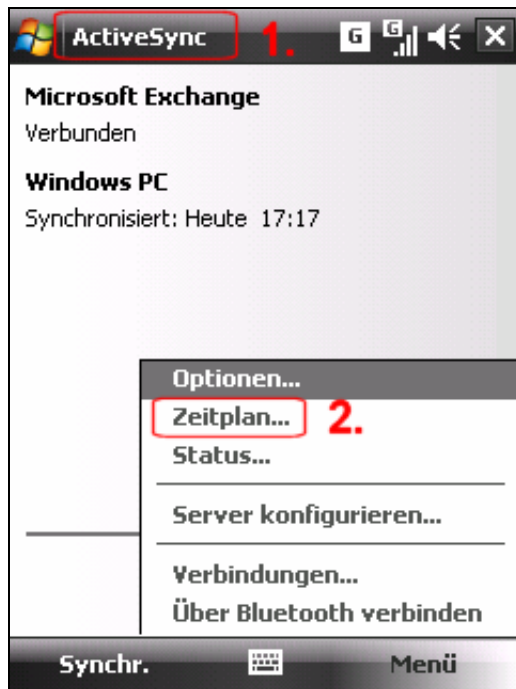 ActiveSync 1. G G
Microsoft Exchange
Verbunden
Windows PC
Synchronisiert: Heute 17:17
Optionen...
Zeitplan... 2.
Status...
Server konfigurieren...
Verbindungen...
Über Bluetooth verbinden
Synchr. Menü